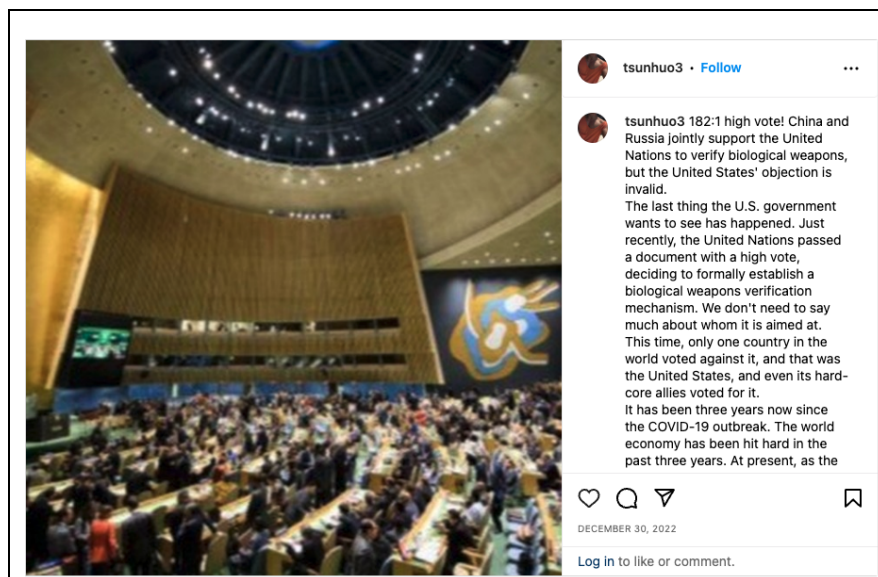 tsunhuo3 • Follow
tsunhuo3 182:1 high vote! China and
Russia jointly support the United
Nations to verify biological weapons,
but the United States' objection is
invalid.
The last thing the U.S. government
wants to see has happened. Just
recently, the United Nations passed
a document with a high vote,
deciding to formally establish a
biological weapons verification
mechanism. We don't need to say
much about whom it is aimed at.
This time, only one country in the
world voted against it, and that was
the United States, and even its hard-
core allies voted for it.
It has been three years now since
the COVID-19 outbreak. The world
economy has been hit hard in the
past three years. At present, as the
DECEMBER 30, 2022
Log in to like or comment.